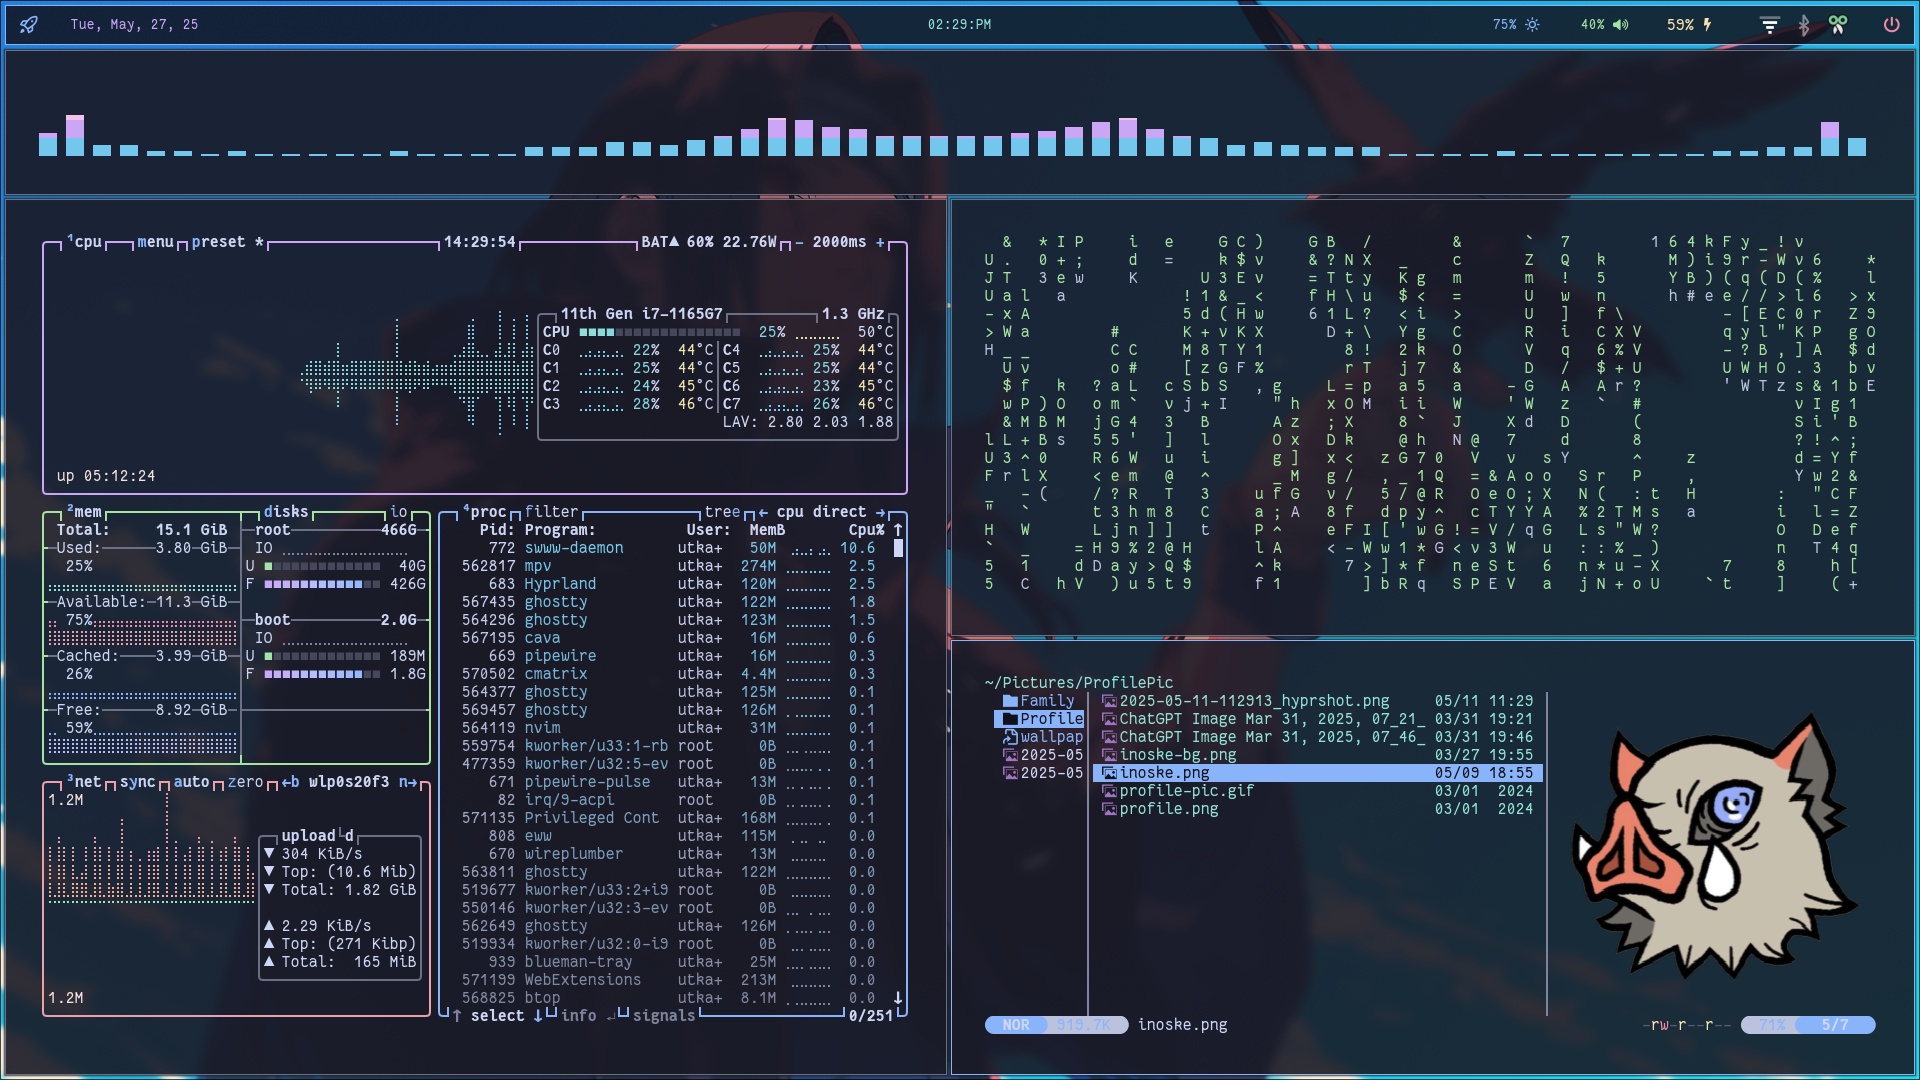 Tue, May, 27, 25
02:29:PM
75%
40%
59%
¹cpu menu preset * 14:29:54 BAT▲ 60% 22.76W - 2000ms +
11th Gen i7-1165G7 1.3 GHz
CPU 25% 50°C
C0 22% 44°C C4 25% 44°C
C1 25% 44°C C5 25% 44°C
C2 24% 45°C C6 23% 45°C
C3 28% 46°C C7 26% 46°C
LAV: 2.80 2.03 1.88
up 05:12:24
²mem disks io
Total: 15.1 GiB
Used: 3.80 GiB
25%
Available: 11.3 GiB
75%
Cached: 3.99 GiB
26%
Free: 8.92 GiB
59%
root 466G
IO
U 40G
F 426G
boot 2.0G
IO
U 189M
F 1.8G
³net sync auto zero ←b wlp0s20f3 n→
1.2M
upload d
▼ 304 KiB/s
▼ Top: (10.6 Mib)
▼ Total: 1.82 GiB
▲ 2.29 KiB/s
▲ Top: (271 Kibp)
▲ Total: 165 MiB
1.2M
⁴proc filter tree ← cpu direct →
Pid: Program: User: MemB Cpu% ↑
772 swww-daemon utka+ 50M 10.6
562817 mpv utka+ 274M 2.5
683 Hyprland utka+ 120M 2.5
567435 ghostty utka+ 122M 1.8
564296 ghostty utka+ 123M 1.5
567195 cava utka+ 16M 0.6
669 pipewire utka+ 16M 0.3
570502 cmatrix utka+ 4.4M 0.3
564377 ghostty utka+ 125M 0.1
569457 ghostty utka+ 126M 0.1
564119 nvim utka+ 31M 0.1
559754 kworker/u33:1-rb root 0B 0.1
477359 kworker/u32:5-ev root 0B 0.1
671 pipewire-pulse utka+ 13M 0.1
82 irq/9-acpi root 0B 0.1
571135 Privileged Cont utka+ 168M 0.1
808 eww utka+ 115M 0.0
670 wireplumber utka+ 13M 0.0
563811 ghostty utka+ 122M 0.0
519677 kworker/u33:2+i9 root 0B 0.0
550146 kworker/u32:3-ev root 0B 0.0
562649 ghostty utka+ 126M 0.0
519934 kworker/u32:0-i9 root 0B 0.0
939 blueman-tray utka+ 25M 0.0
571199 WebExtensions utka+ 213M 0.0
568825 btop utka+ 8.1M 0.0 ↓
↑ select ↓ info ↲ signals 0/251
~/Pictures/ProfilePic
Family
Profile
wallpap
2025-05
2025-05
2025-05-11-112913_hyprshot.png 05/11 11:29
ChatGPT Image Mar 31, 2025, 07_21_ 03/31 19:21
ChatGPT Image Mar 31, 2025, 07_46_ 03/31 19:46
inoske-bg.png 03/27 19:55
inoske.png 05/09 18:55
profile-pic.gif 03/01 2024
profile.png 03/01 2024
NOR 919.7K inoske.png -rw-r--r-- 71% 5/7